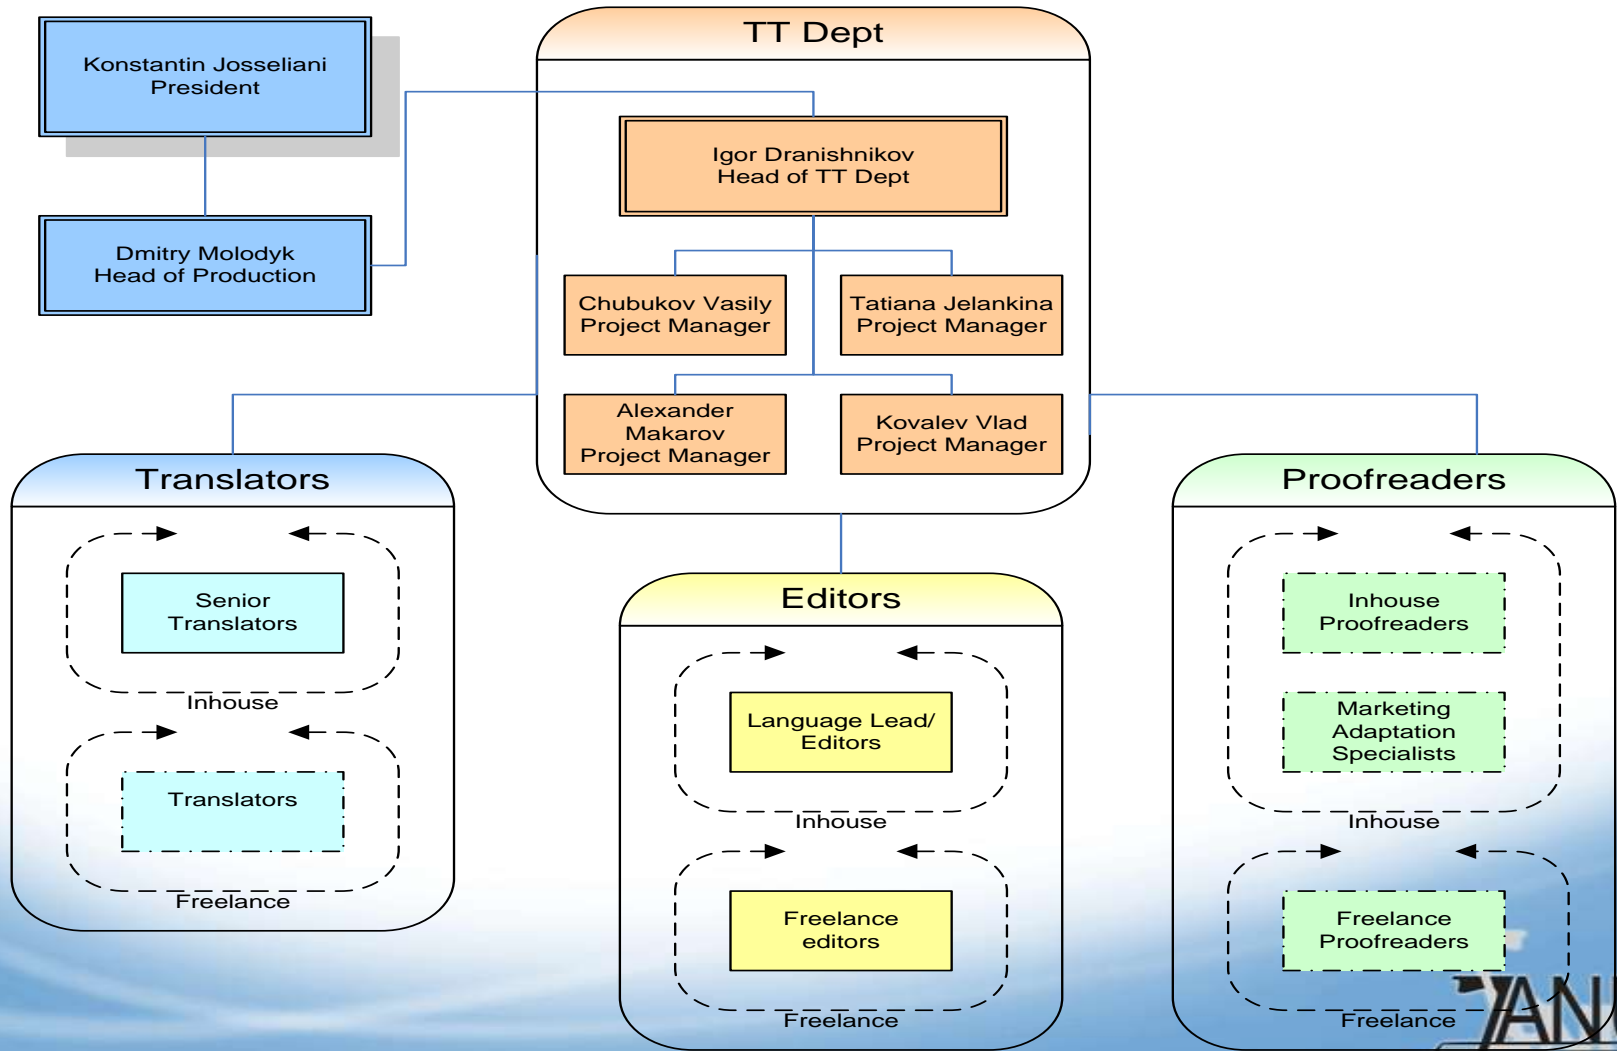 Konstantin Josseliani
President
Dmitry Molodyk
Head of Production
TT Dept
Igor Dranishnikov
Head of TT Dept
Chubukov Vasily
Project Manager
Tatiana Jelankina
Project Manager
Alexander
Makarov
Project Manager
Kovalev Vlad
Project Manager
Translators
Senior
Translators
Inhouse
Translators
Freelance
Editors
Language Lead/
Editors
Inhouse
Freelance
editors
Freelance
Proofreaders
Inhouse
Proofreaders
Marketing
Adaptation
Specialists
Inhouse
Freelance
Proofreaders
Freelance